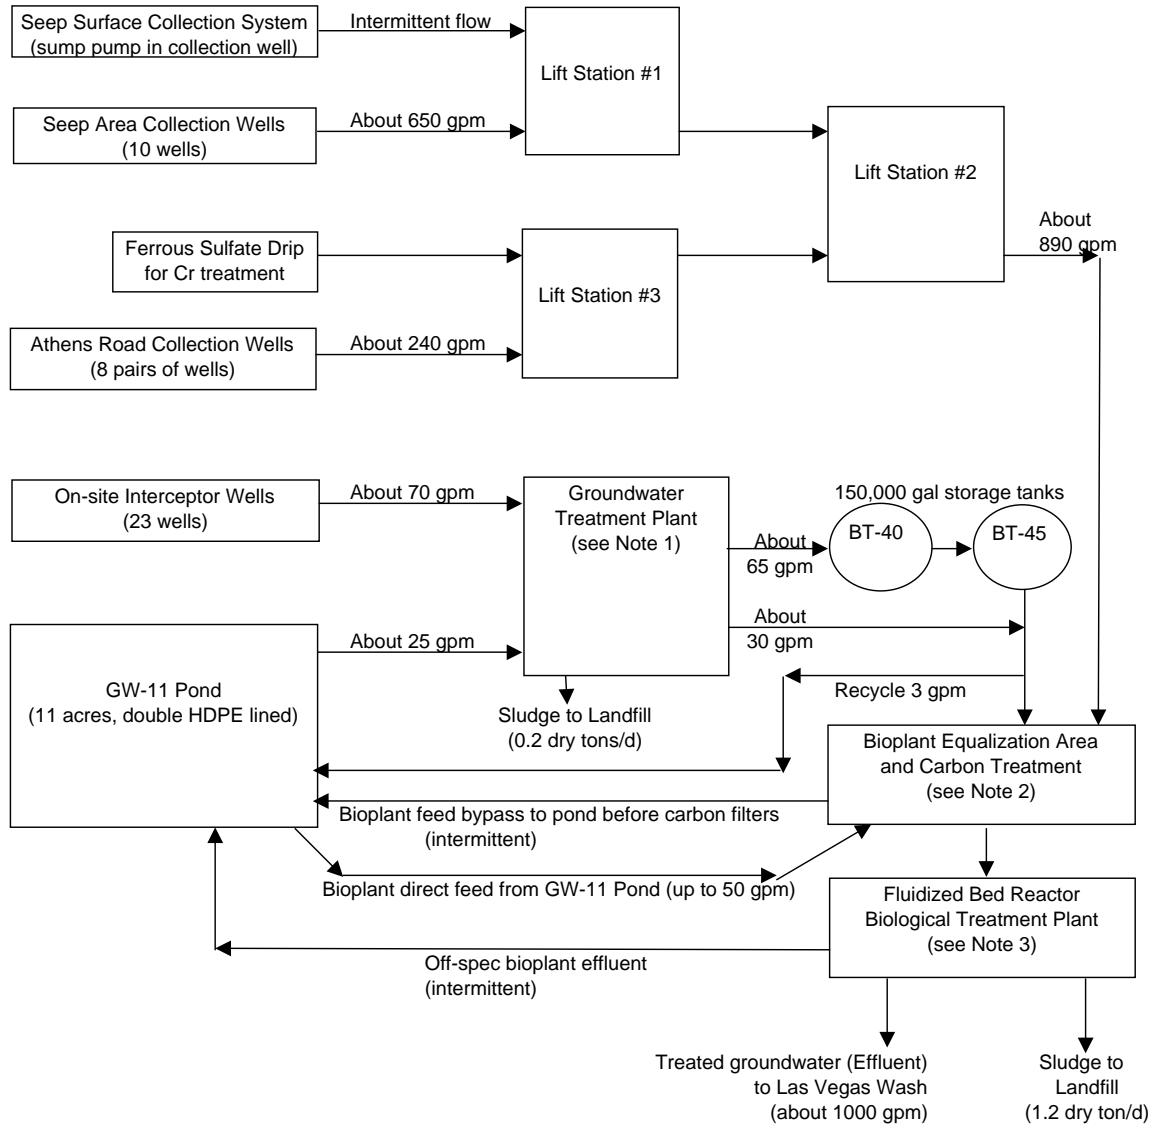 Seep Surface Collection System
(sump pump in collection well)
Intermittent flow
Lift Station #1
Seep Area Collection Wells
(10 wells)
About 650 gpm
Lift Station #2
About
890 gpm
Ferrous Sulfate Drip
for Cr treatment
Lift Station #3
Athens Road Collection Wells
(8 pairs of wells)
About 240 gpm
On-site Interceptor Wells
(23 wells)
About 70 gpm
Groundwater
Treatment Plant
(see Note 1)
150,000 gal storage tanks
BT-40
BT-45
About
65 gpm
About
30 gpm
About 25 gpm
GW-11 Pond
(11 acres, double HDPE lined)
Recycle 3 gpm
Sludge to Landfill
(0.2 dry tons/d)
Bioplant Equalization Area
and Carbon Treatment
(see Note 2)
Bioplant feed bypass to pond before carbon filters
(intermittent)
Bioplant direct feed from GW-11 Pond (up to 50 gpm)
Fluidized Bed Reactor
Biological Treatment Plant
(see Note 3)
Off-spec bioplant effluent
(intermittent)
Treated groundwater (Effluent)
to Las Vegas Wash
(about 1000 gpm)
Sludge to
Landfill
(1.2 dry ton/d)